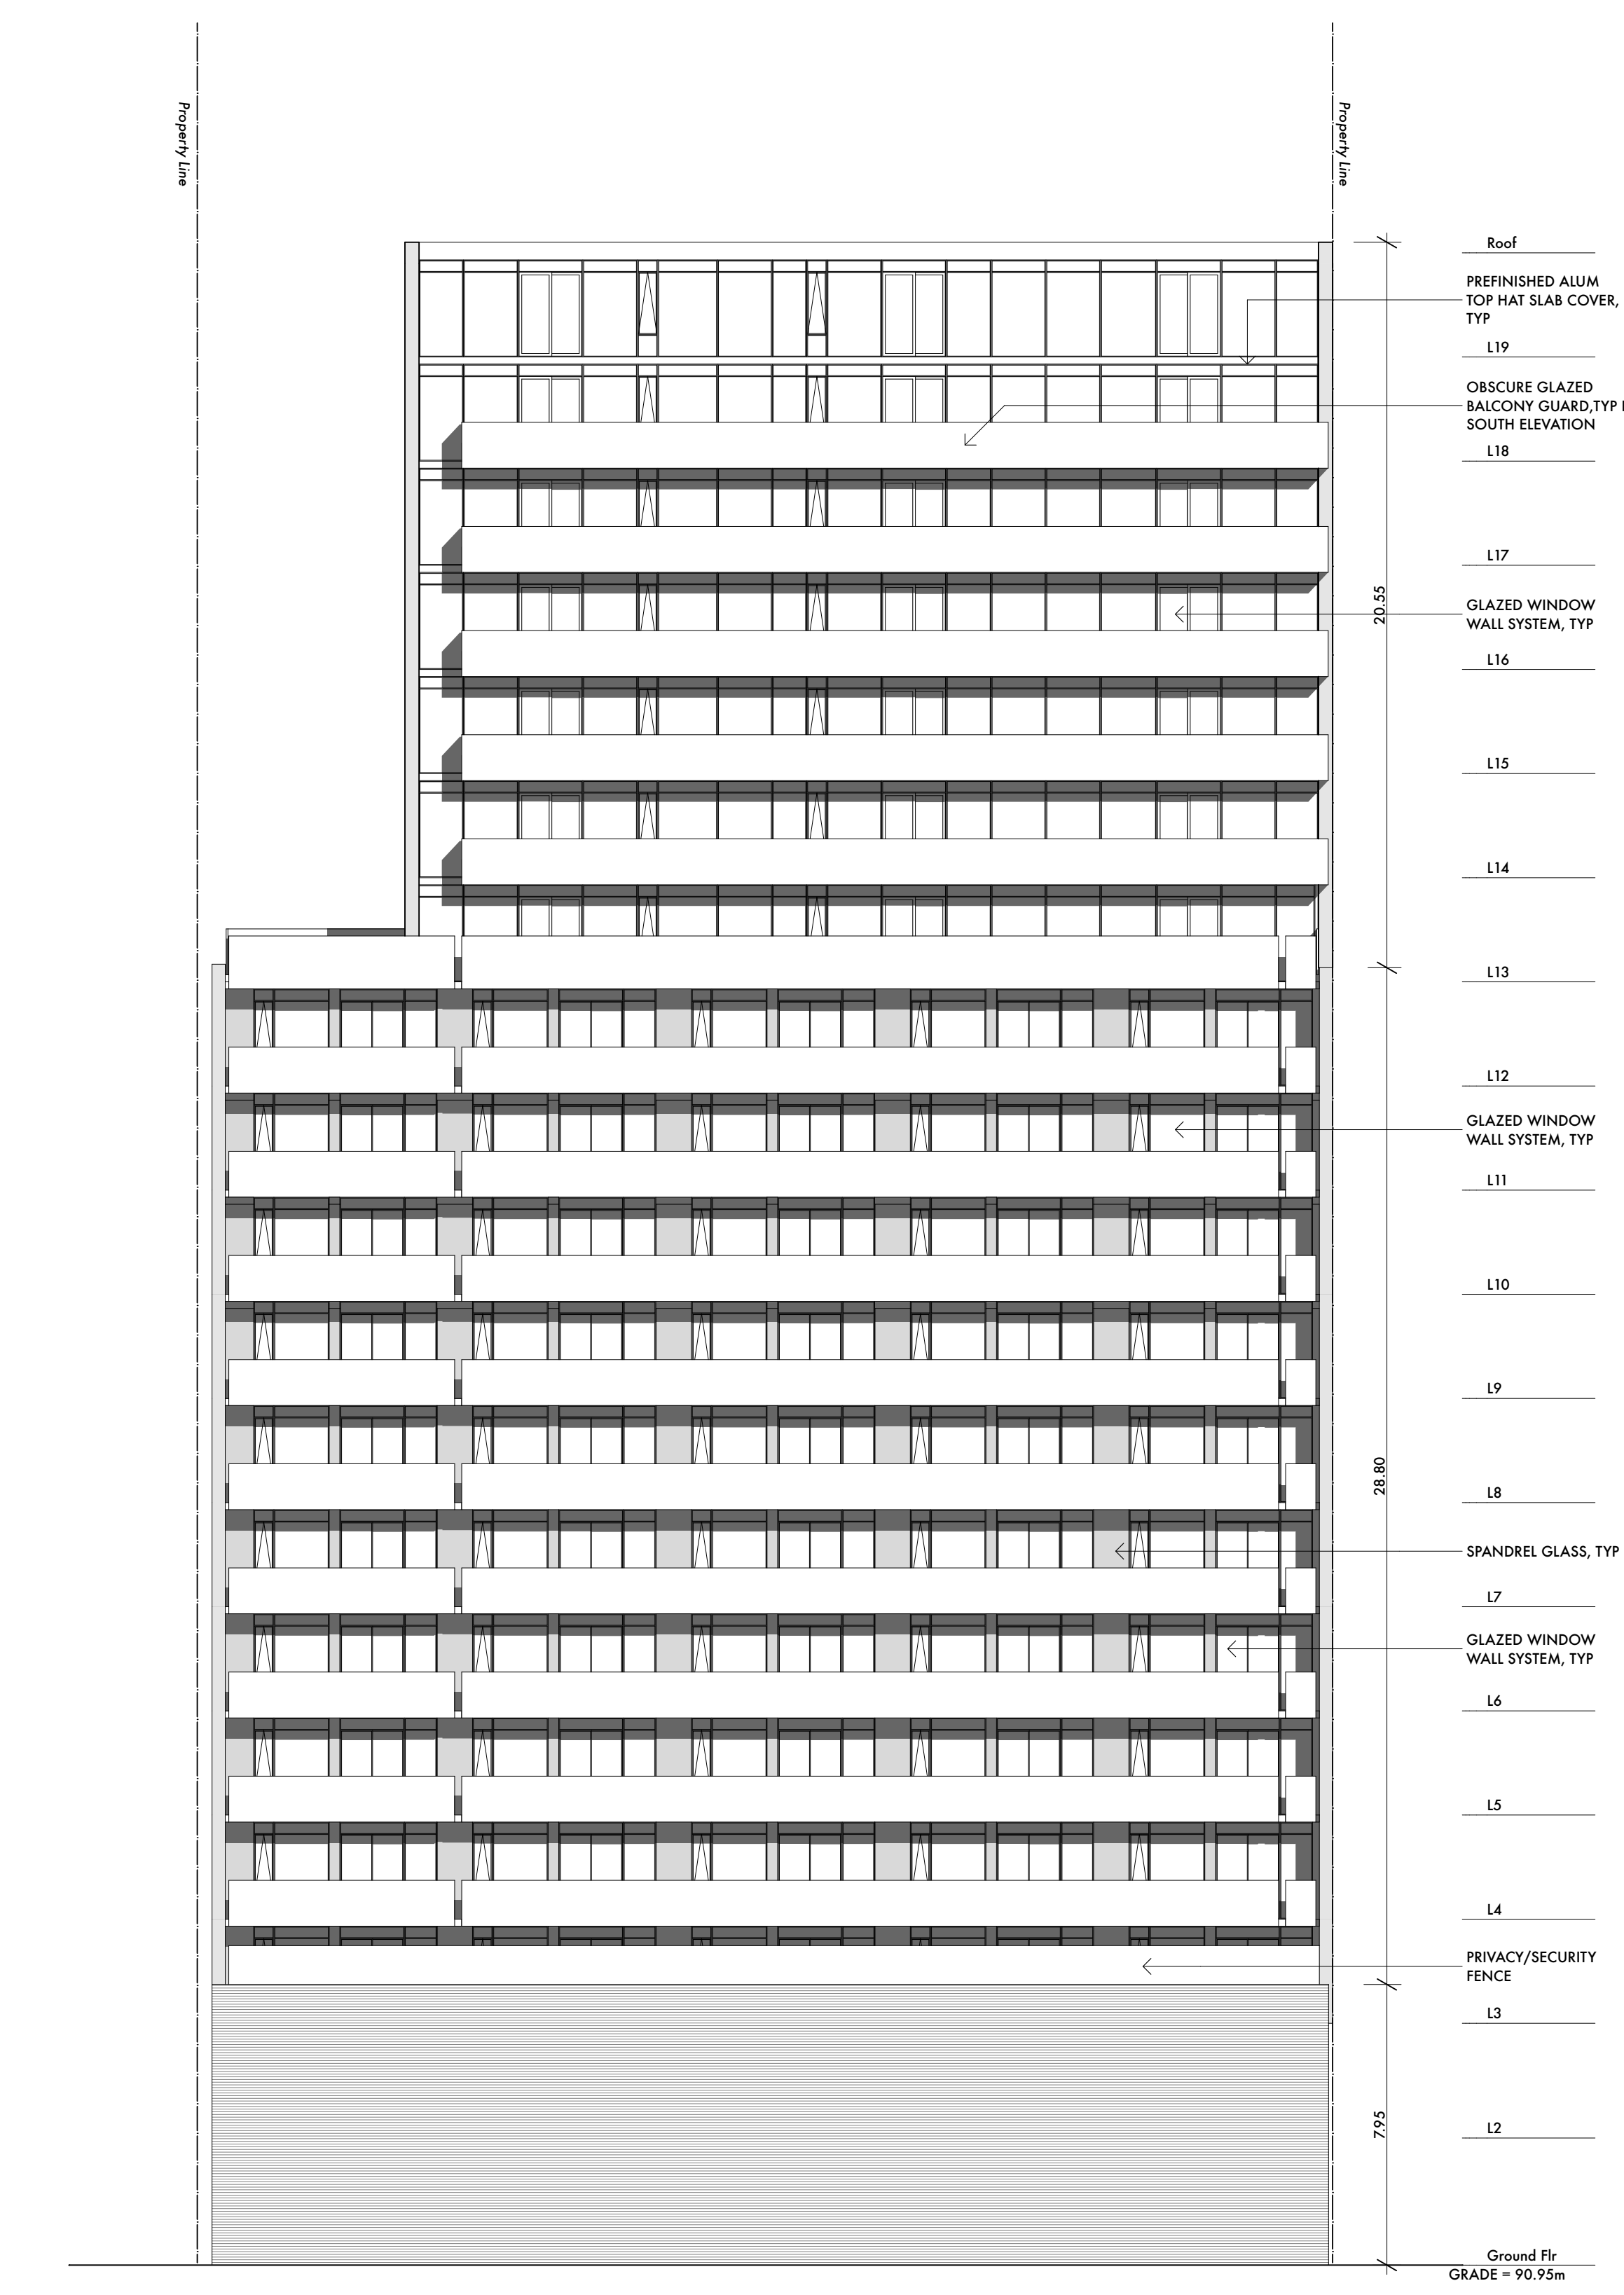 Property Line
Property Line
Roof
PREFINISHED ALUM
TOP HAT SLAB COVER,
TYP
L19
OBSCURE GLAZED
BALCONY GUARD,TYP
SOUTH ELEVATION
L18
L17
20.55
GLAZED WINDOW
WALL SYSTEM, TYP
L16
L15
L14
L13
L12
GLAZED WINDOW
WALL SYSTEM, TYP
L11
L10
L9
28.80
L8
SPANDREL GLASS, TYP
L7
GLAZED WINDOW
WALL SYSTEM, TYP
L6
L5
L4
PRIVACY/SECURITY
FENCE
L3
7.95
L2
Ground Flr
GRADE = 90.95m